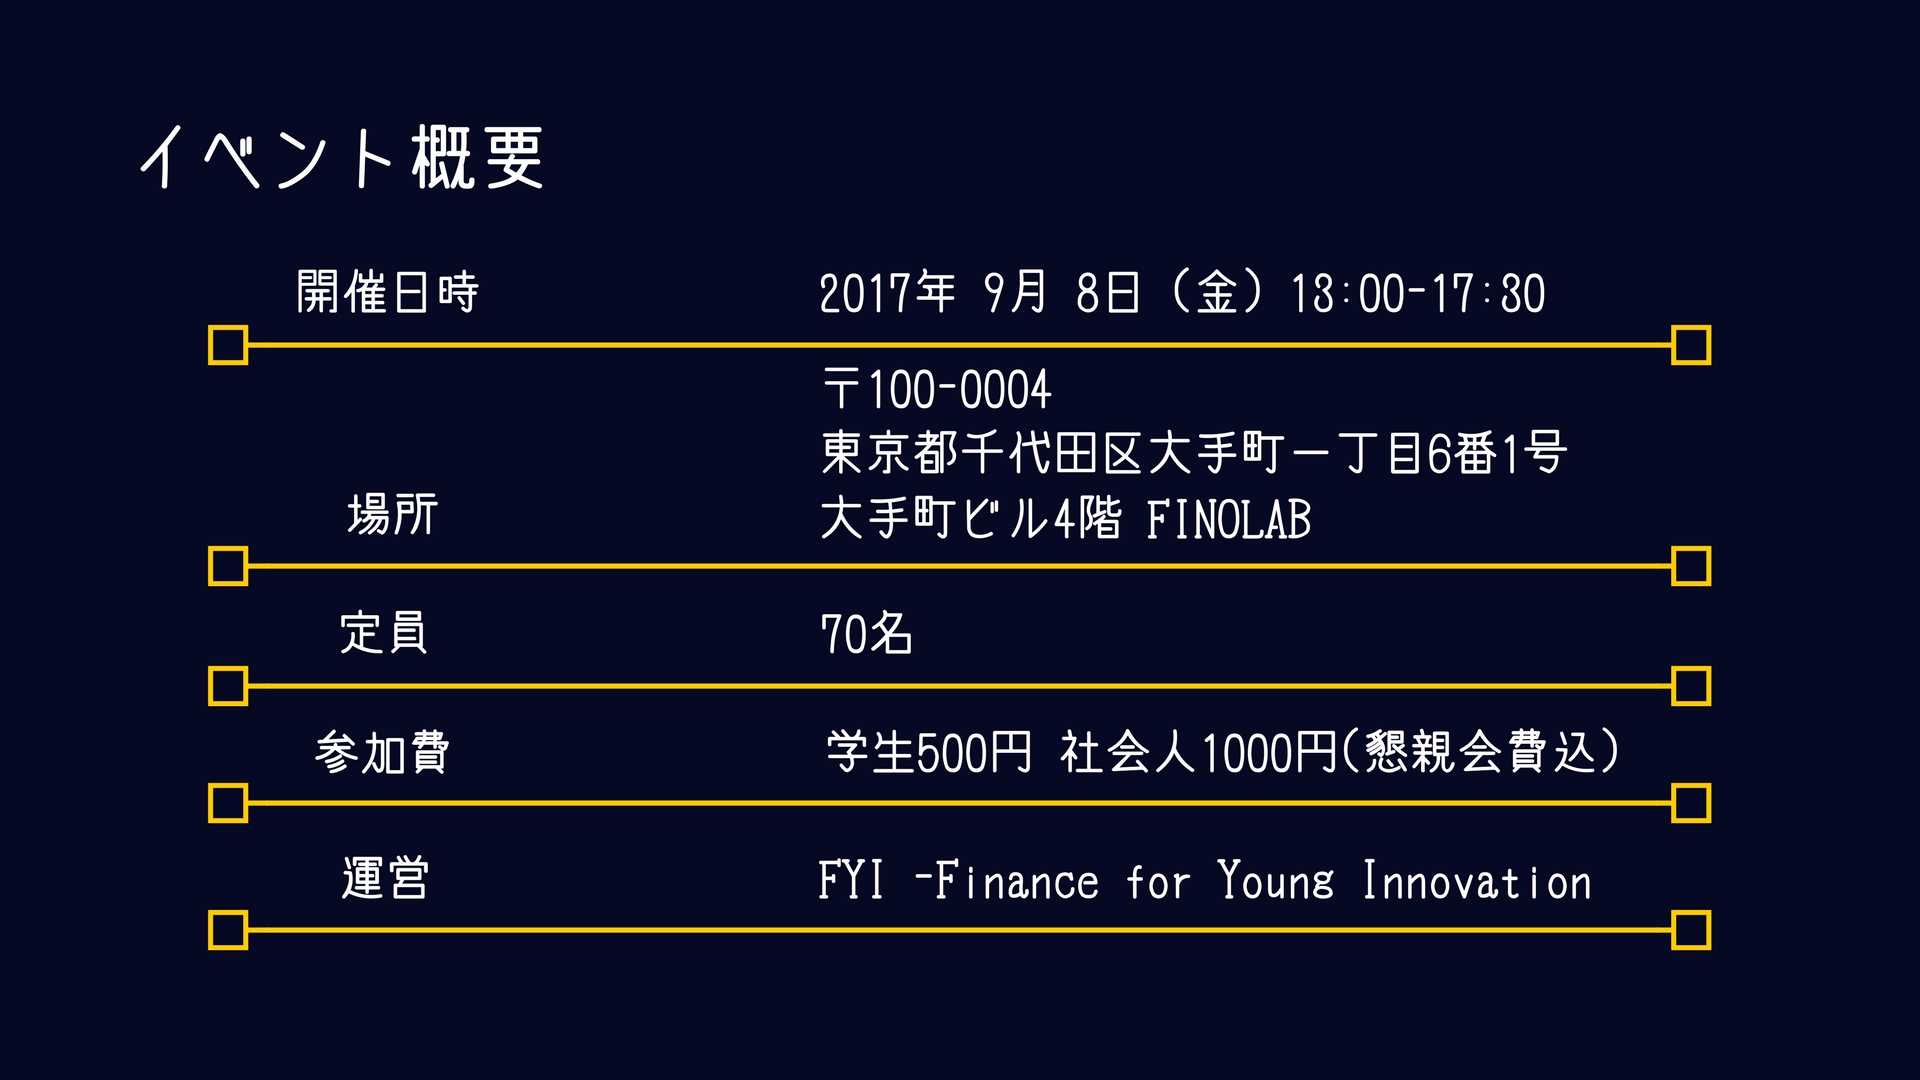 イベント概要
開催日時
2017年 9月 8日（金）13:00-17:30
〒100-0004
東京都千代田区大手町一丁目6番1号
場所
大手町ビル4階 FINOLAB
定員
70名
参加費
学生500円 社会人1000円(懇親会費込)
運営
FYI -Finance for Young Innovation